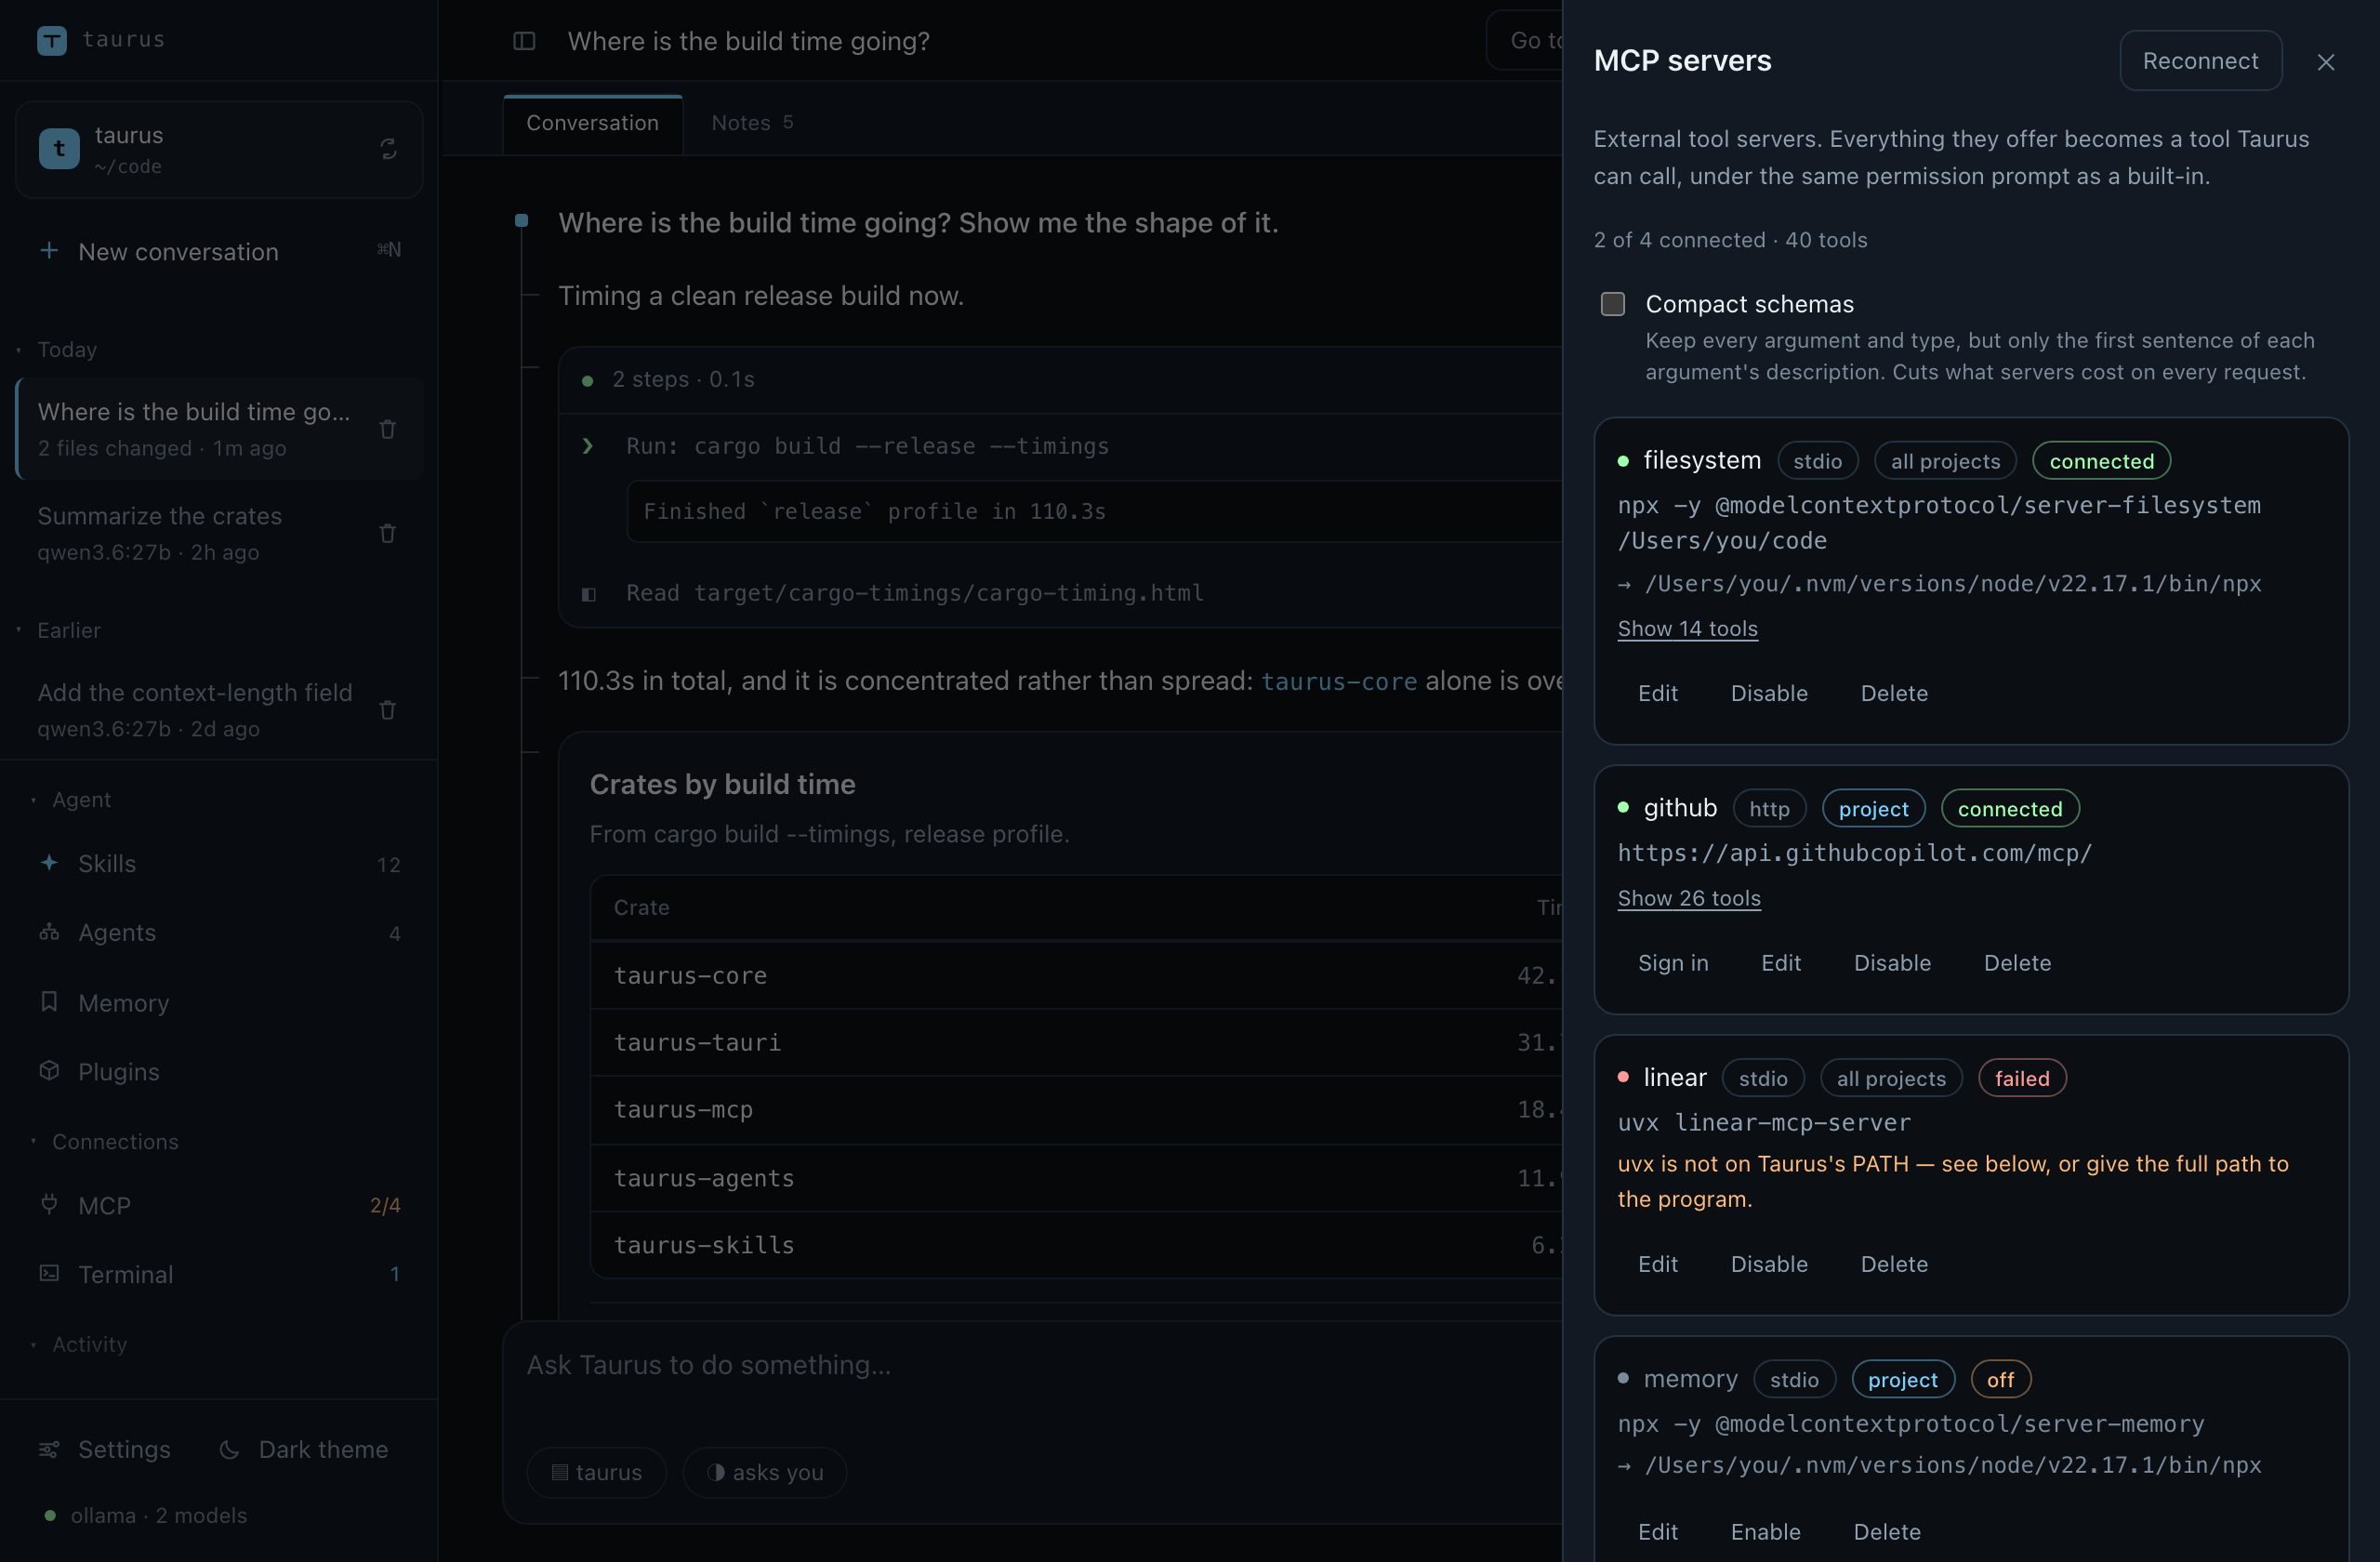 taurus
t
taurus
~/code
New conversation
⌘N
Today
Where is the build time go...
2 files changed · 1m ago
Summarize the crates
qwen3.6:27b · 2h ago
Earlier
Add the context-length field
qwen3.6:27b · 2d ago
Agent
Skills 12
Agents 4
Memory
Plugins
Connections
MCP 2/4
Terminal 1
Activity
Settings
Dark theme
ollama · 2 models
Where is the build time going?
Conversation
Notes 5
Where is the build time going? Show me the shape of it.
Timing a clean release build now.
2 steps · 0.1s
Run: cargo build --release --timings
Finished `release` profile in 110.3s
Read target/cargo-timings/cargo-timing.html
110.3s in total, and it is concentrated rather than spread: taurus-core alone is
Crates by build time
From cargo build --timings, release profile.
Crate
taurus-core
taurus-tauri
taurus-mcp
taurus-agents
taurus-skills
Ask Taurus to do something...
taurus
asks you
Go
MCP servers
Reconnect
External tool servers. Everything they offer becomes a tool Taurus
can call, under the same permission prompt as a built-in.
2 of 4 connected · 40 tools
Compact schemas
Keep every argument and type, but only the first sentence of each
argument's description. Cuts what servers cost on every request.
filesystem stdio all projects connected
npx -y @modelcontextprotocol/server-filesystem
/Users/you/code
→ /Users/you/.nvm/versions/node/v22.17.1/bin/npx
Show 14 tools
Edit Disable Delete
github http project connected
https://api.githubcopilot.com/mcp/
Show 26 tools
Sign in Edit Disable Delete
linear stdio all projects failed
uvx linear-mcp-server
uvx is not on Taurus's PATH — see below, or give the full path to
the program.
Edit Disable Delete
memory stdio project off
npx -y @modelcontextprotocol/server-memory
→ /Users/you/.nvm/versions/node/v22.17.1/bin/npx
Edit Enable Delete